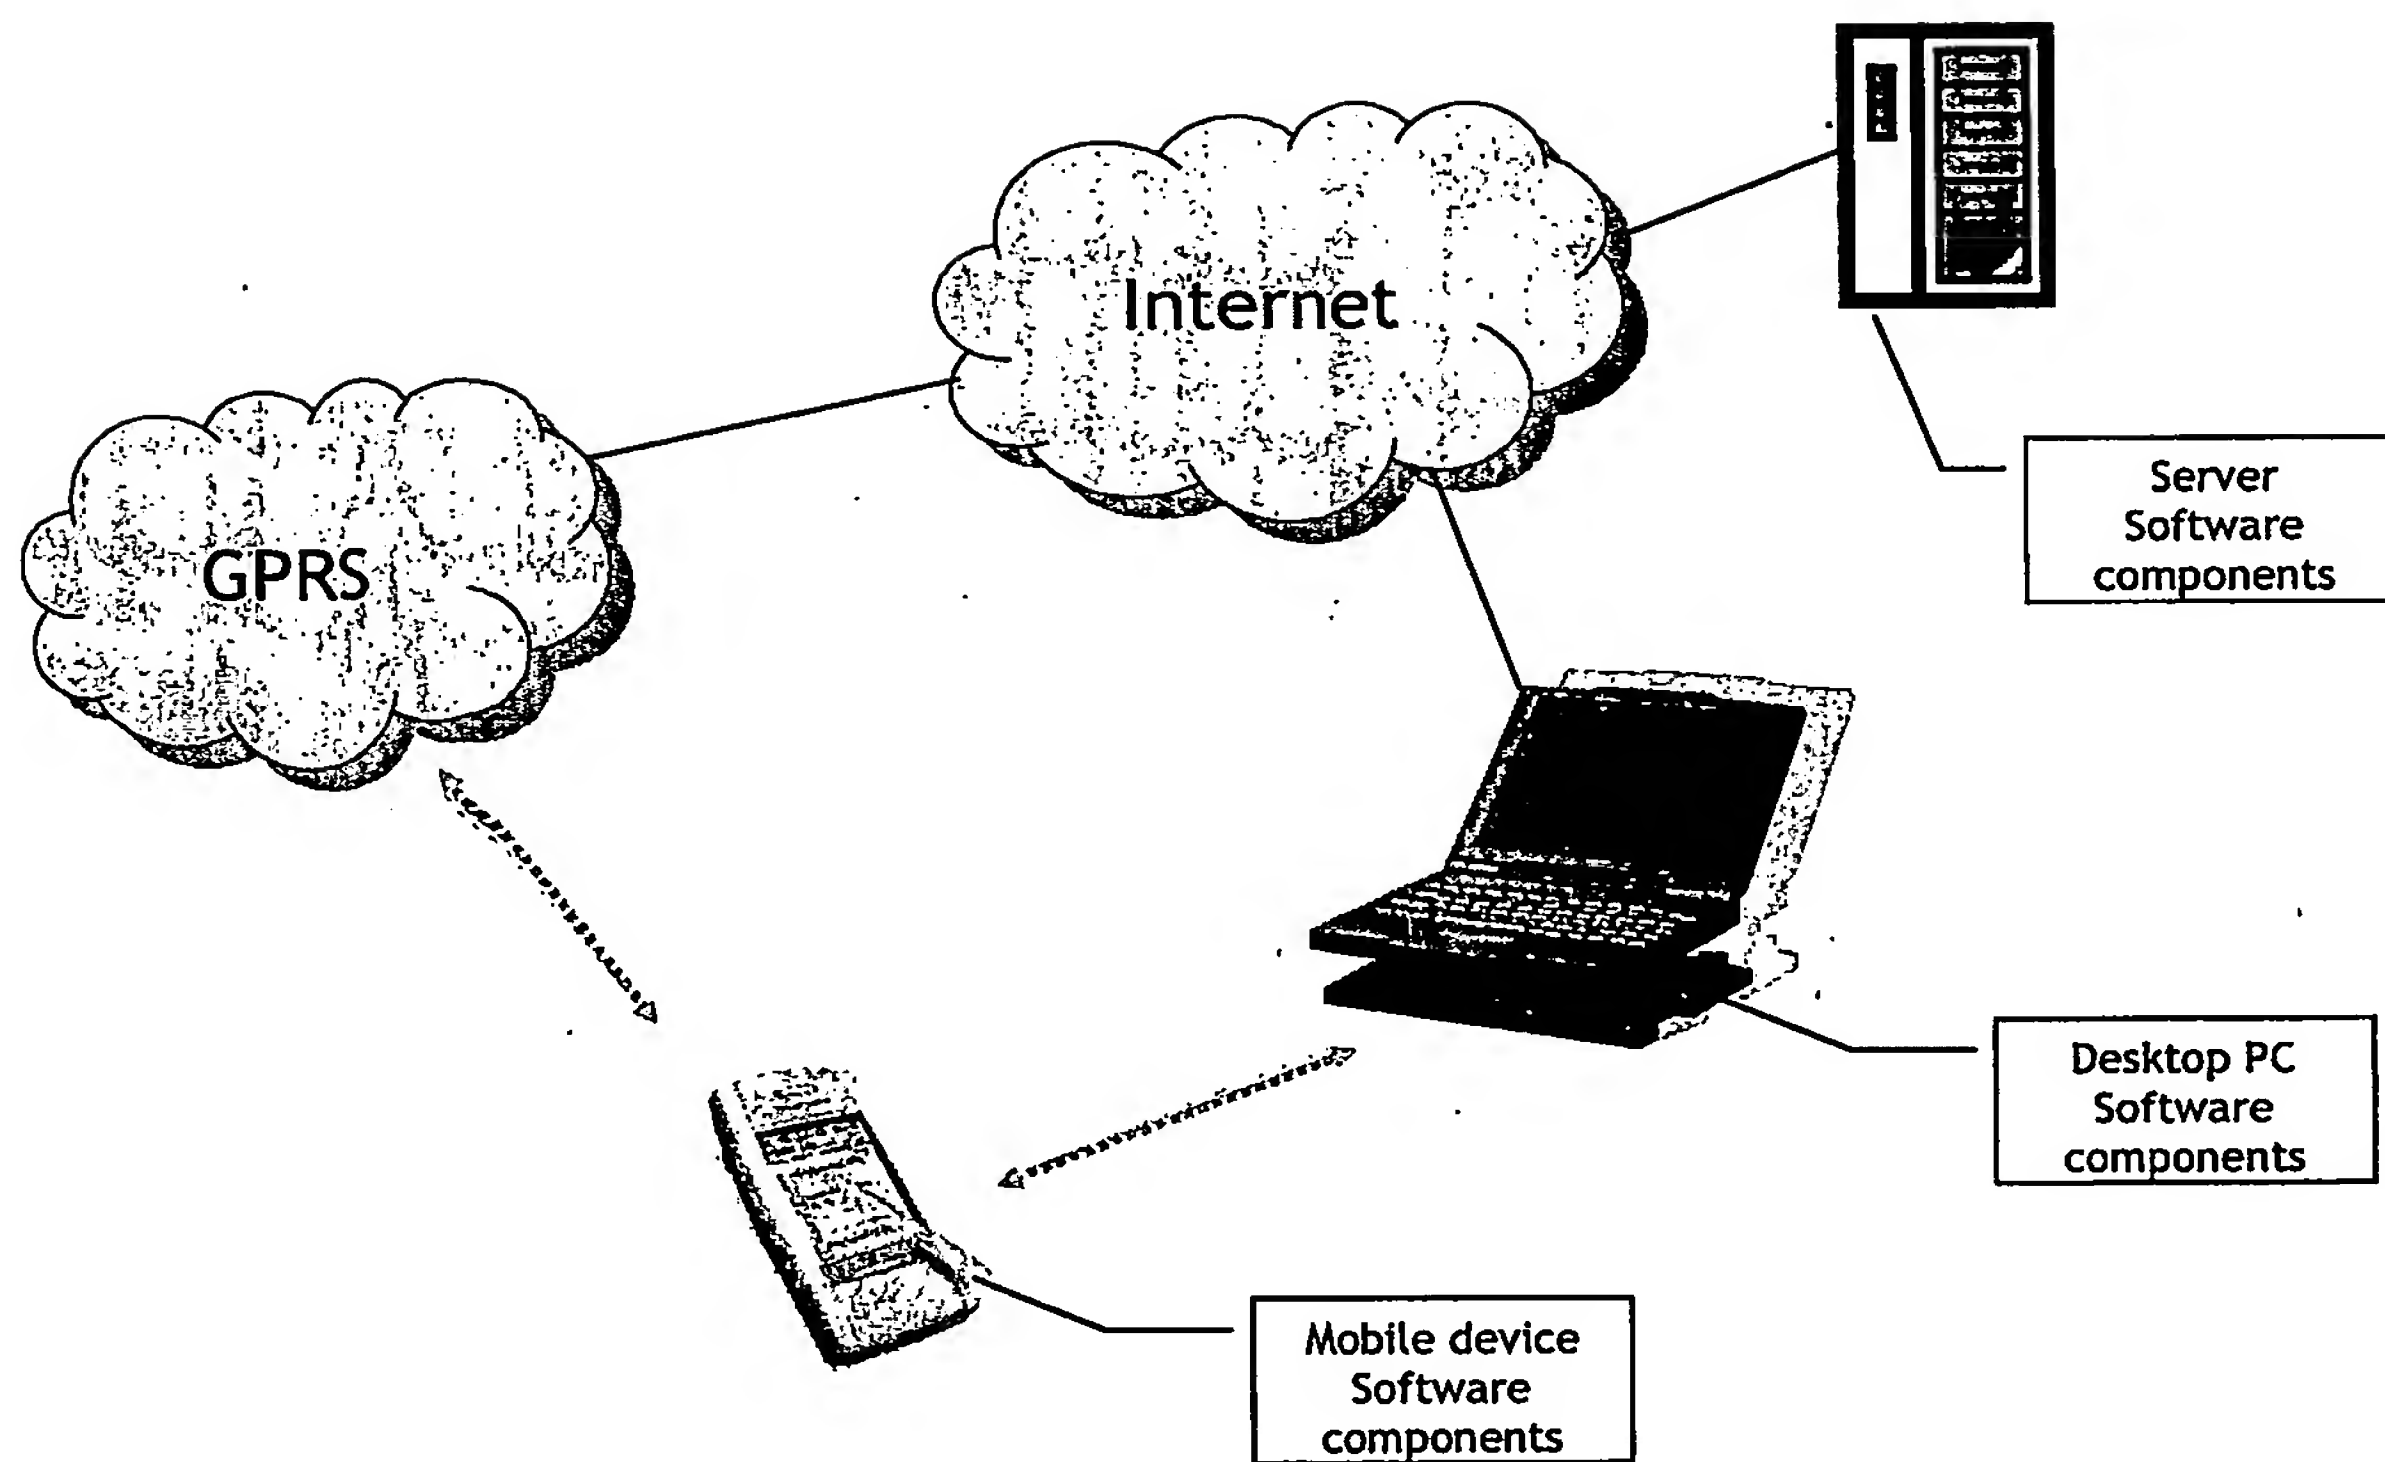 Internet
GPRS
Server
Software
components
Desktop PC
Software
components
Mobile device
Software
components